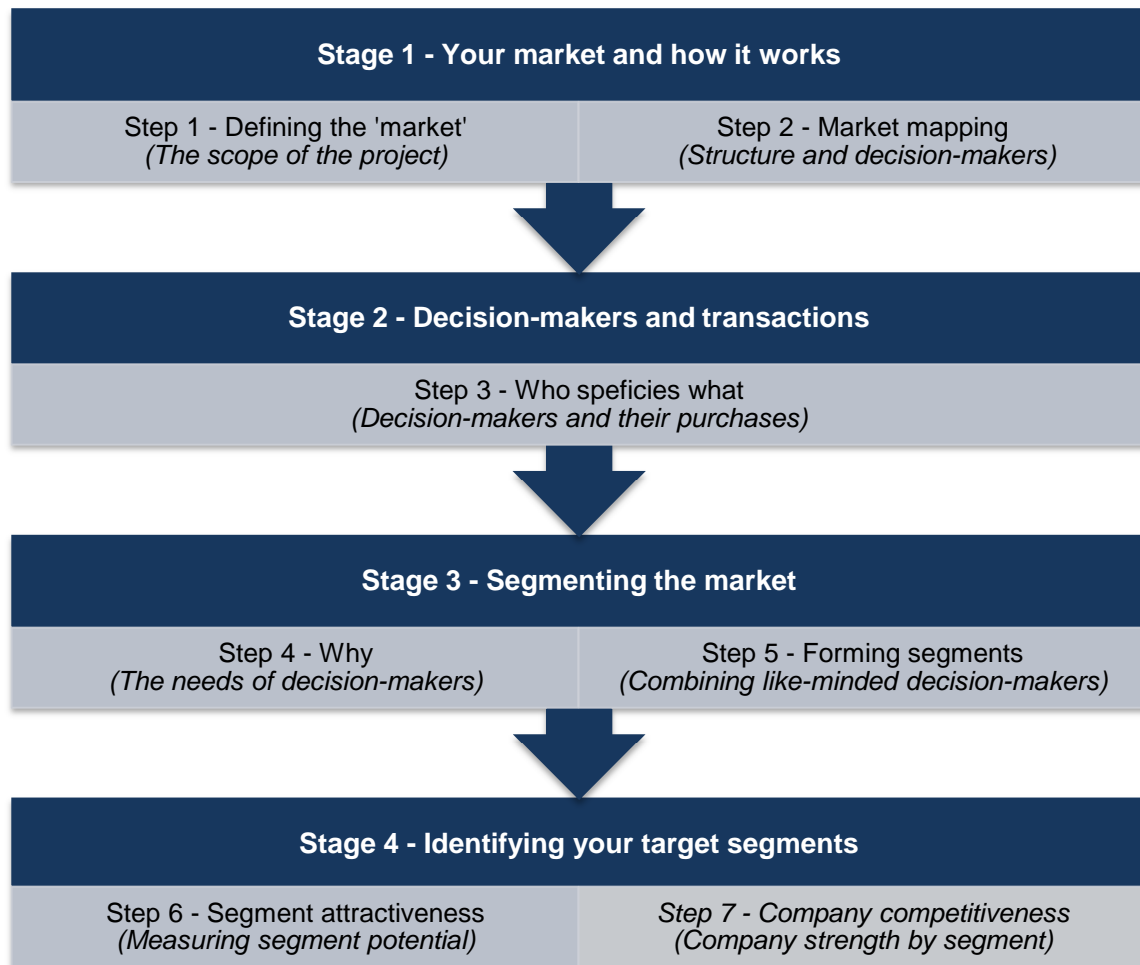 Stage 1 - Your market and how it works
Step 1 - Defining the 'market'
(The scope of the project)
Step 2 - Market mapping
(Structure and decision-makers)
Stage 2 - Decision-makers and transactions
Step 3 - Who speficies what
(Decision-makers and their purchases)
Stage 3 - Segmenting the market
Step 4 - Why
(The needs of decision-makers)
Step 5 - Forming segments
(Combining like-minded decision-makers)
Stage 4 - Identifying your target segments
Step 6 - Segment attractiveness
(Measuring segment potential)
Step 7 - Company competitiveness
(Company strength by segment)